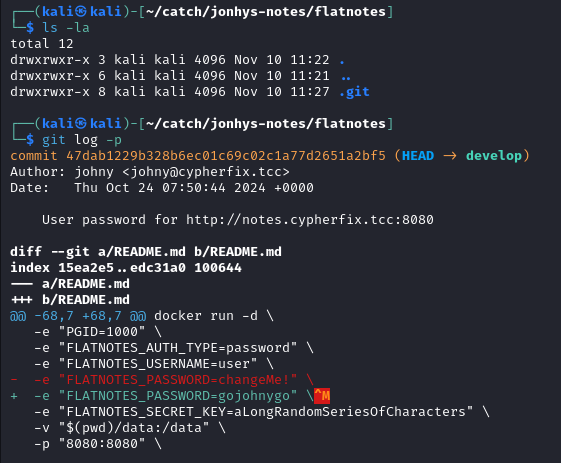 ┌──(kali㉿kali)-[~/catch/jonhys-notes/flatnotes]
└─$ ls -la
total 12
drwxrwxr-x 3 kali kali 4096 Nov 10 11:22 .
drwxrwxr-x 6 kali kali 4096 Nov 10 11:21 ..
drwxrwxr-x 8 kali kali 4096 Nov 10 11:27 .git
┌──(kali㉿kali)-[~/catch/jonhys-notes/flatnotes]
└─$ git log -p
commit 47dab1229b328b6ec01c69c02c1a77d2651a2bf5 (HEAD -> develop)
Author: johny <johny@cypherfix.tcc>
Date:   Thu Oct 24 07:50:44 2024 +0000
    User password for http://notes.cypherfix.tcc:8080
diff --git a/README.md b/README.md
index 15ea2e5..edc31a0 100644
--- a/README.md
+++ b/README.md
@@ -68,7 +68,7 @@ docker run -d \
   -e "PGID=1000" \
   -e "FLATNOTES_AUTH_TYPE=password" \
   -e "FLATNOTES_USERNAME=user" \
-  -e "FLATNOTES_PASSWORD=changeMe!" \
+  -e "FLATNOTES_PASSWORD=gojohnygo" \^M
   -e "FLATNOTES_SECRET_KEY=aLongRandomSeriesOfCharacters" \
   -v "$(pwd)/data:/data" \
   -p "8080:8080" \